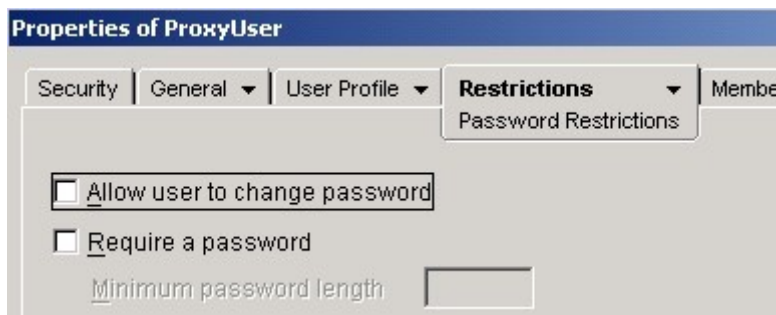 Properties of ProxyUser
Security General User Profile Restrictions Membe
Password Restrictions
Allow user to change password
Require a password
Minimum password length